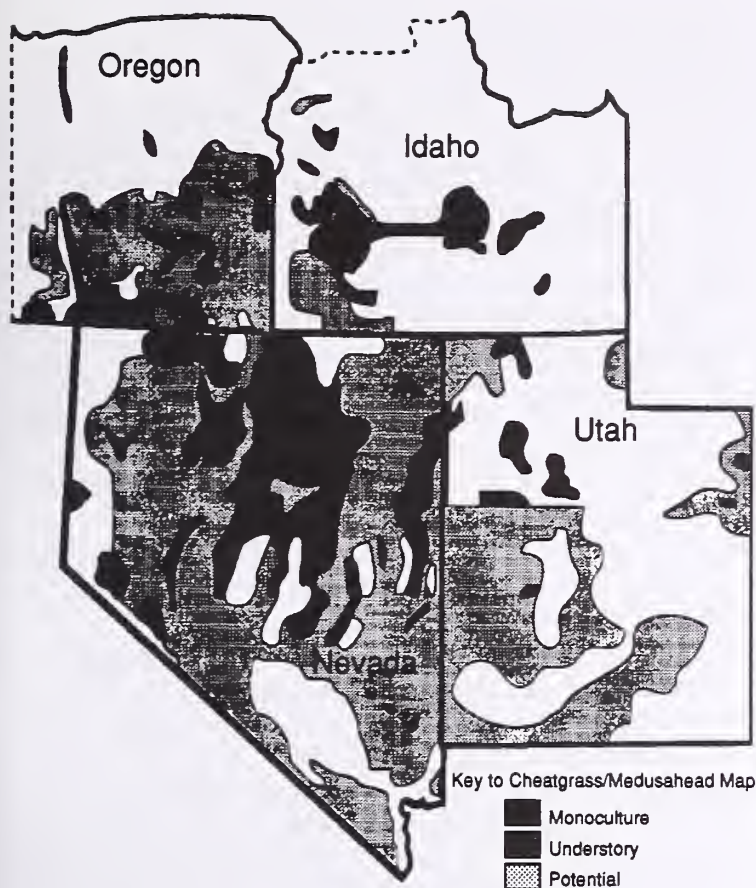 Oregon
Idaho
Utah
Nevada
Key to Cheatgrass/Medusahead Map
Monoculture
Understory
Potential